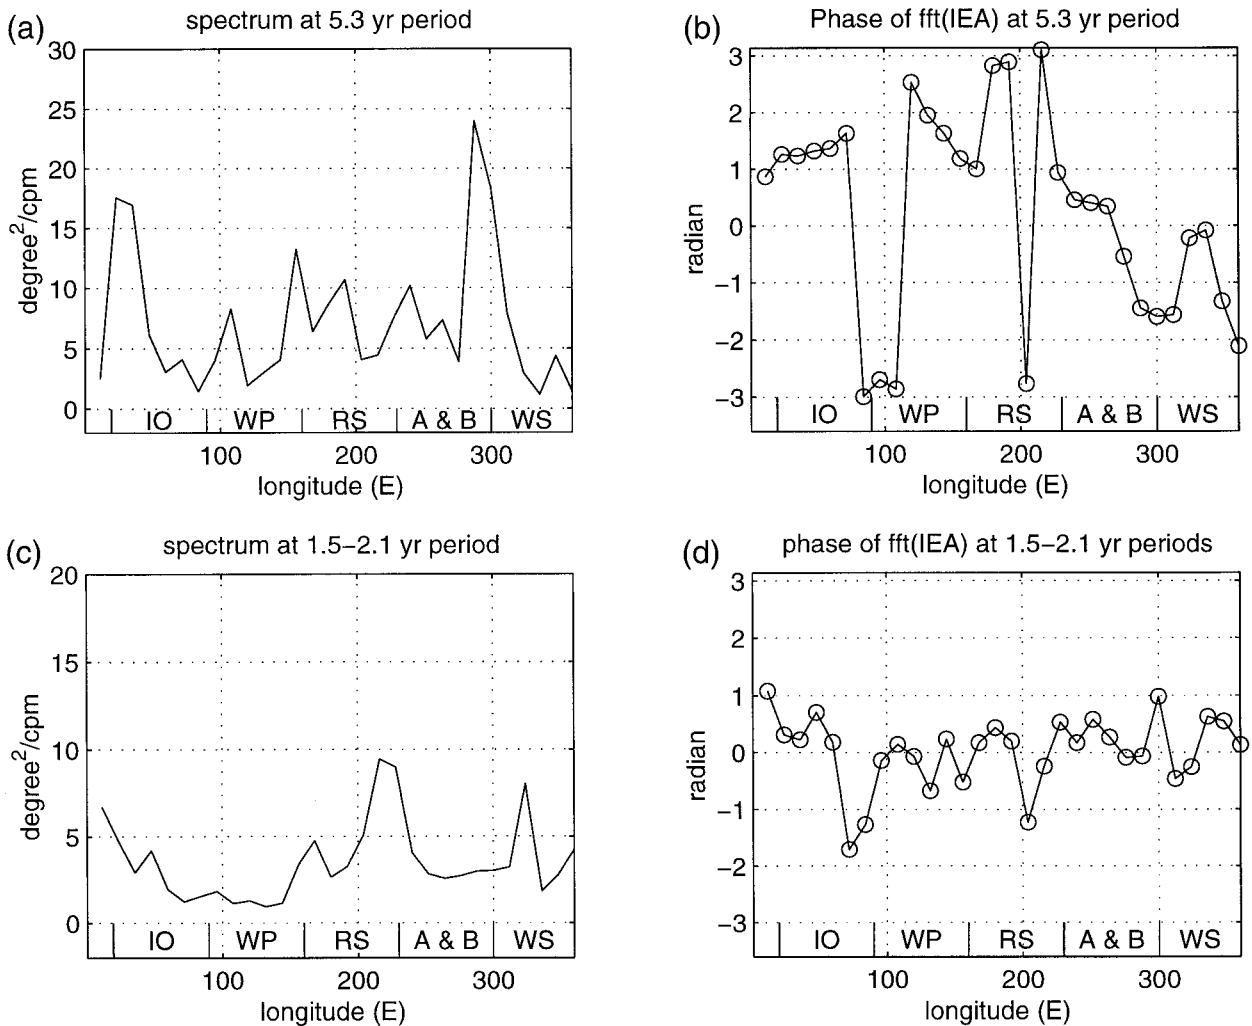 (a) spectrum at 5.3 yr period
30
25
20
15
10
5
0
degree²/cpm
IO WP RS A & B WS
100 200 300
longitude (E)
(b) Phase of fft(IEA) at 5.3 yr period
3
2
1
0
−1
−2
−3
radian
IO WP RS A & B WS
100 200 300
longitude (E)
(c) spectrum at 1.5−2.1 yr period
20
15
10
5
0
degree²/cpm
IO WP RS A & B WS
100 200 300
longitude (E)
(d) phase of fft(IEA) at 1.5−2.1 yr periods
3
2
1
0
−1
−2
−3
radian
IO WP RS A & B WS
100 200 300
longitude (E)